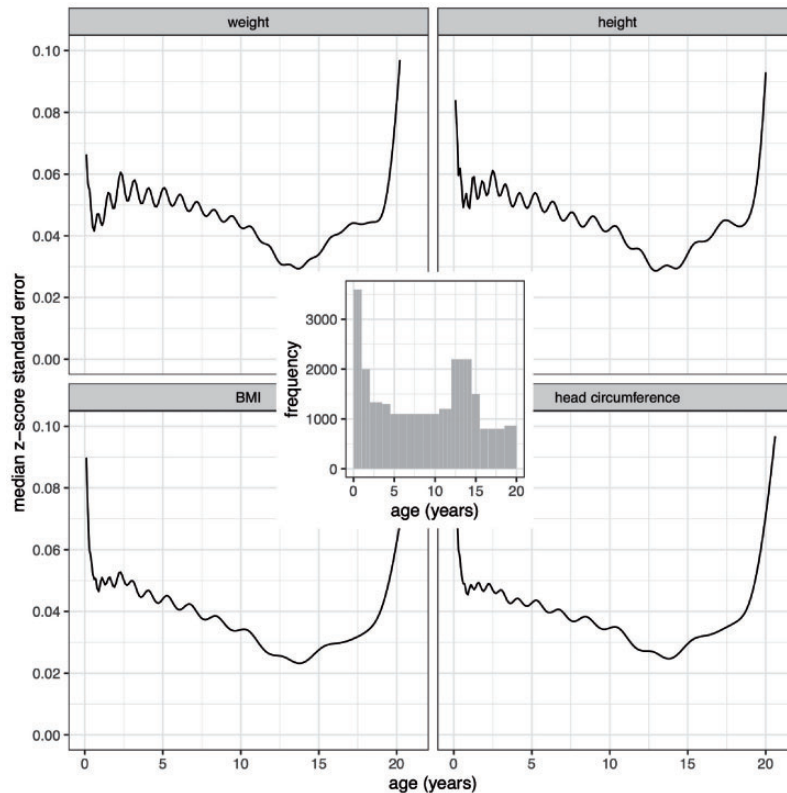 weight
height
0.10
0.08
0.06
0.04
0.02
0.00
median z−score standard error
3000
2000
1000
0
frequency
0 5 10 15 20
age (years)
BMI
head circumference
0.10
0.08
0.06
0.04
0.02
0.00
0 5 10 15 20
0 5 10 15 20
age (years)